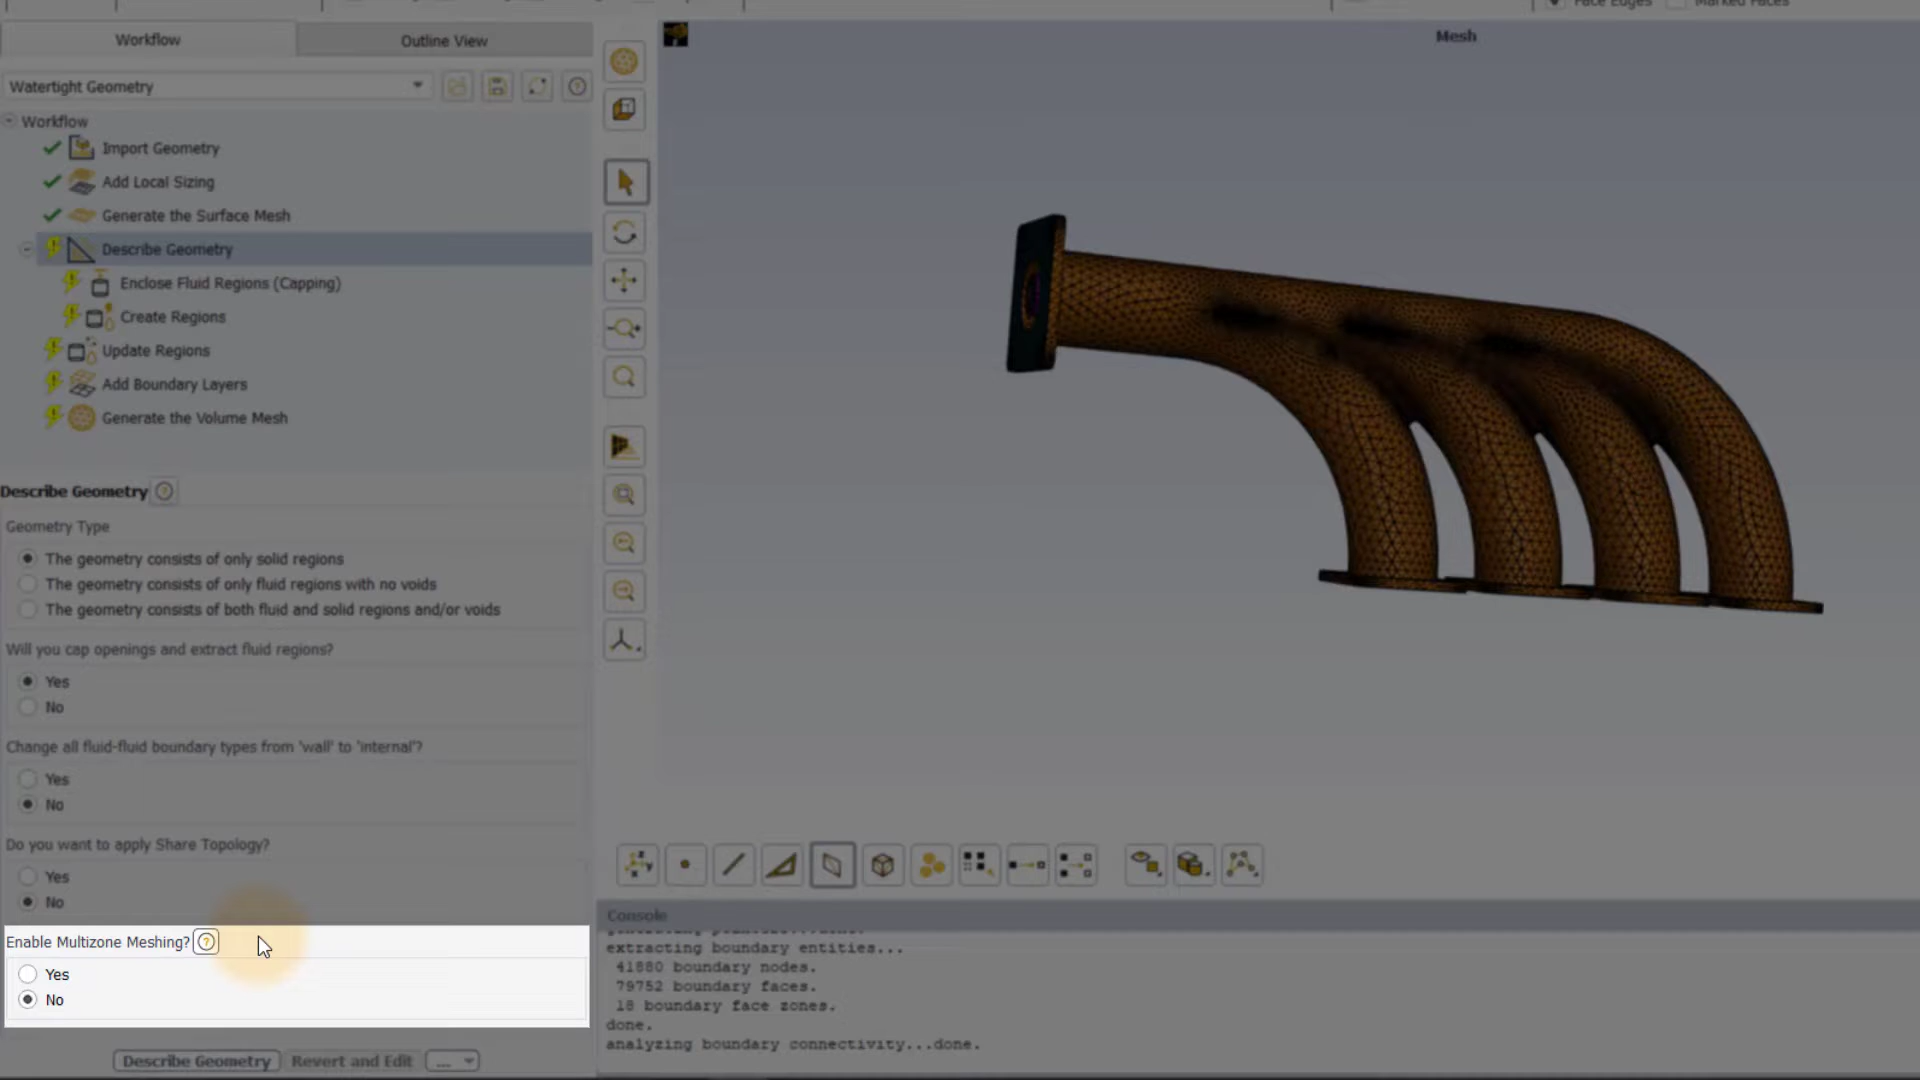 Face Edges
Marked Faces
Workflow
Outline View
Mesh
Watertight Geometry
Workflow
Import Geometry
Add Local Sizing
Generate the Surface Mesh
Describe Geometry
Enclose Fluid Regions (Capping)
Create Regions
Update Regions
Add Boundary Layers
Generate the Volume Mesh
Describe Geometry
Geometry Type
The geometry consists of only solid regions
The geometry consists of only fluid regions with no voids
The geometry consists of both fluid and solid regions and/or voids
Will you cap openings and extract fluid regions?
Yes
No
Change all fluid-fluid boundary types from 'wall' to 'internal'?
Yes
No
Do you want to apply Share Topology?
Yes
No
Enable Multizone Meshing?
Yes
No
Describe Geometry
Revert and Edit
...
Console
extracting boundary entities...
41880 boundary nodes.
79752 boundary faces.
18 boundary face zones.
done.
analyzing boundary connectivity...done.